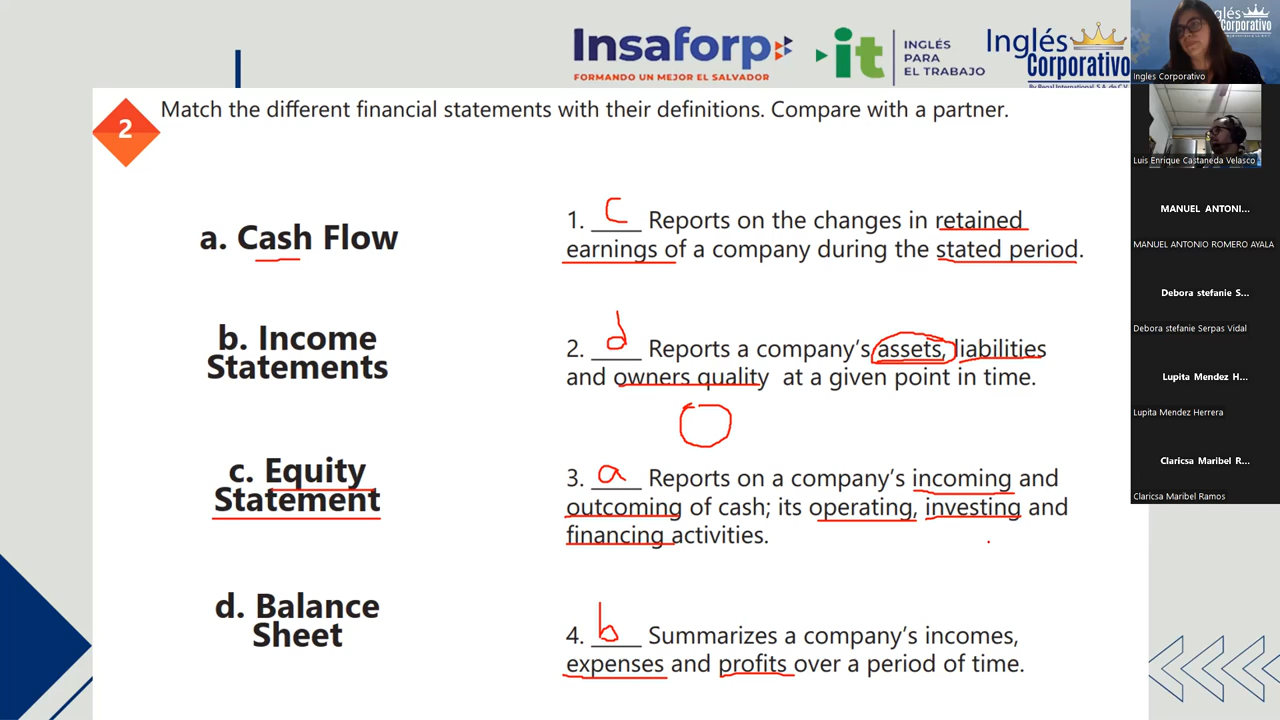 Insaforp
FORMANDO UN MEJOR EL SALVADOR
it
INGLÉS
PARA
EL TRABAJO
Inglés
Corporativo
By Regal International, S.A. de C.V.
Inglés
Corporativo
Ingles Corporativo
Luis Enrique Castaneda Velasco
MANUEL ANTONI...
MANUEL ANTONIO ROMERO AYALA
Debora stefanie S...
Debora stefanie Serpas Vidal
Lupita Mendez H...
Lupita Mendez Herrera
Claricsa Maribel R...
Claricsa Maribel Ramos
2
Match the different financial statements with their definitions. Compare with a partner.
a. Cash Flow
b. Income
Statements
c. Equity
Statement
d. Balance
Sheet
1. c Reports on the changes in retained
earnings of a company during the stated period.
2. d Reports a company's assets, liabilities
and owners quality at a given point in time.
3. a Reports on a company's incoming and
outcoming of cash; its operating, investing and
financing activities.
4. b Summarizes a company's incomes,
expenses and profits over a period of time.